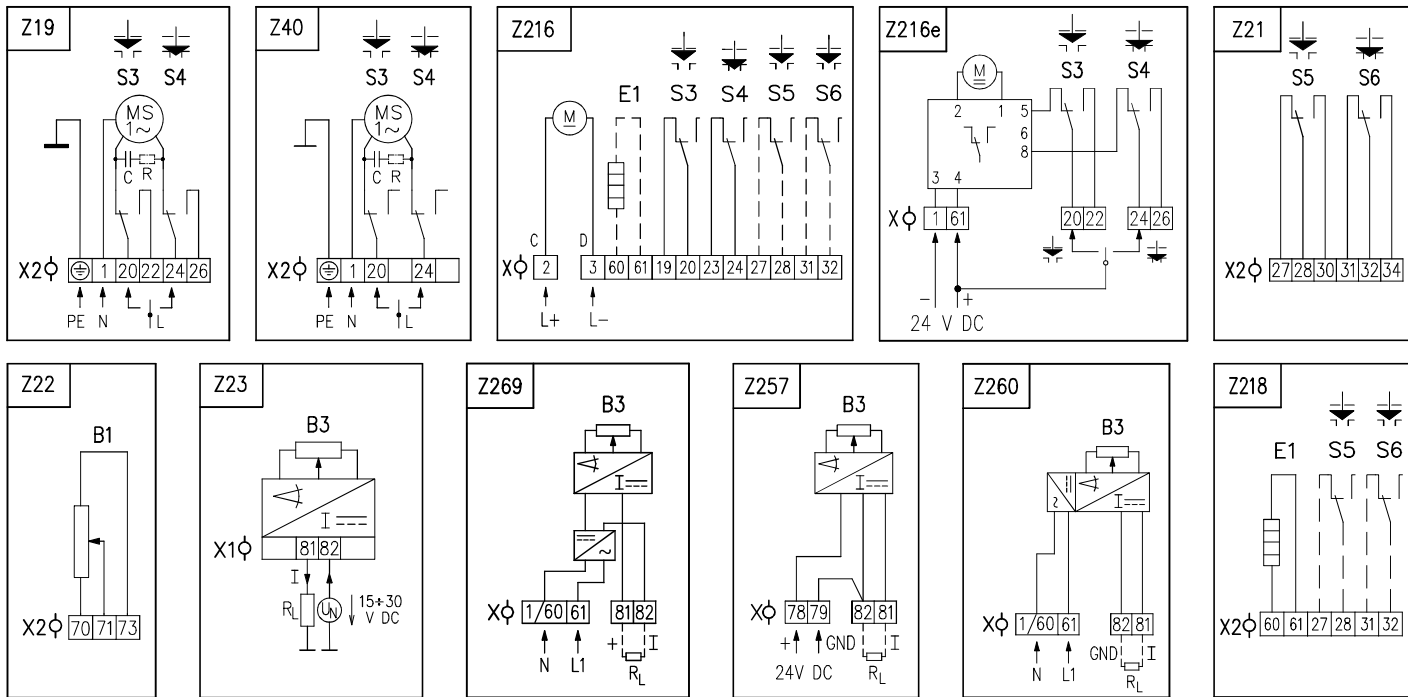 Z19
S3 S4
MS
1~
C R
X2 1 20 22 24 26
PE N L
Z40
S3 S4
MS
1~
C R
X2 1 20 24
PE N L
Z216
E1 S3 S4 S5 S6
M
C D
X 2 3 60 61 19 20 23 24 27 28 31 32
L+ L-
Z216e
S3 S4
M
2 1 5
6
8
3 4
X 1 61 20 22 24 26
- +
24 V DC
Z21
S5 S6
X2 27 28 30 31 32 34
Z22
B1
X2 70 71 73
Z23
B3
I
X1 81 82
I
RL UN 15÷30
V DC
Z269
B3
I
~
X 1/60 61 81 82
+ I
N L1 RL
Z257
B3
I
X 78 79 82 81
+ GND I
24V DC RL
Z260
B3
~ I
X 1/60 61 82 81
GND I
N L1 RL
Z218
E1 S5 S6
X2 60 61 27 28 31 32